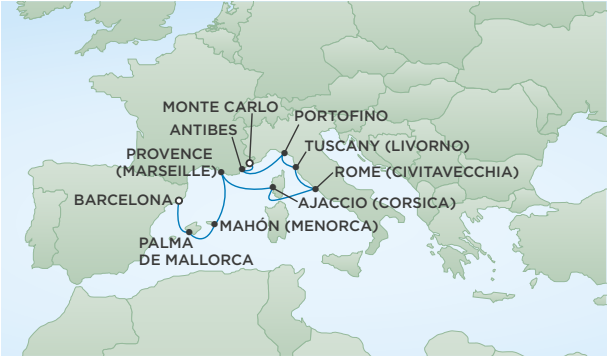 MONTE CARLO
PORTOFINO
ANTIBES
TUSCANY (LIVORNO)
PROVENCE
(MARSEILLE)
ROME (CIVITAVECCHIA)
BARCELONA
AJACCIO (CORSICA)
MAHÓN (MENORCA)
PALMA
DE MALLORCA